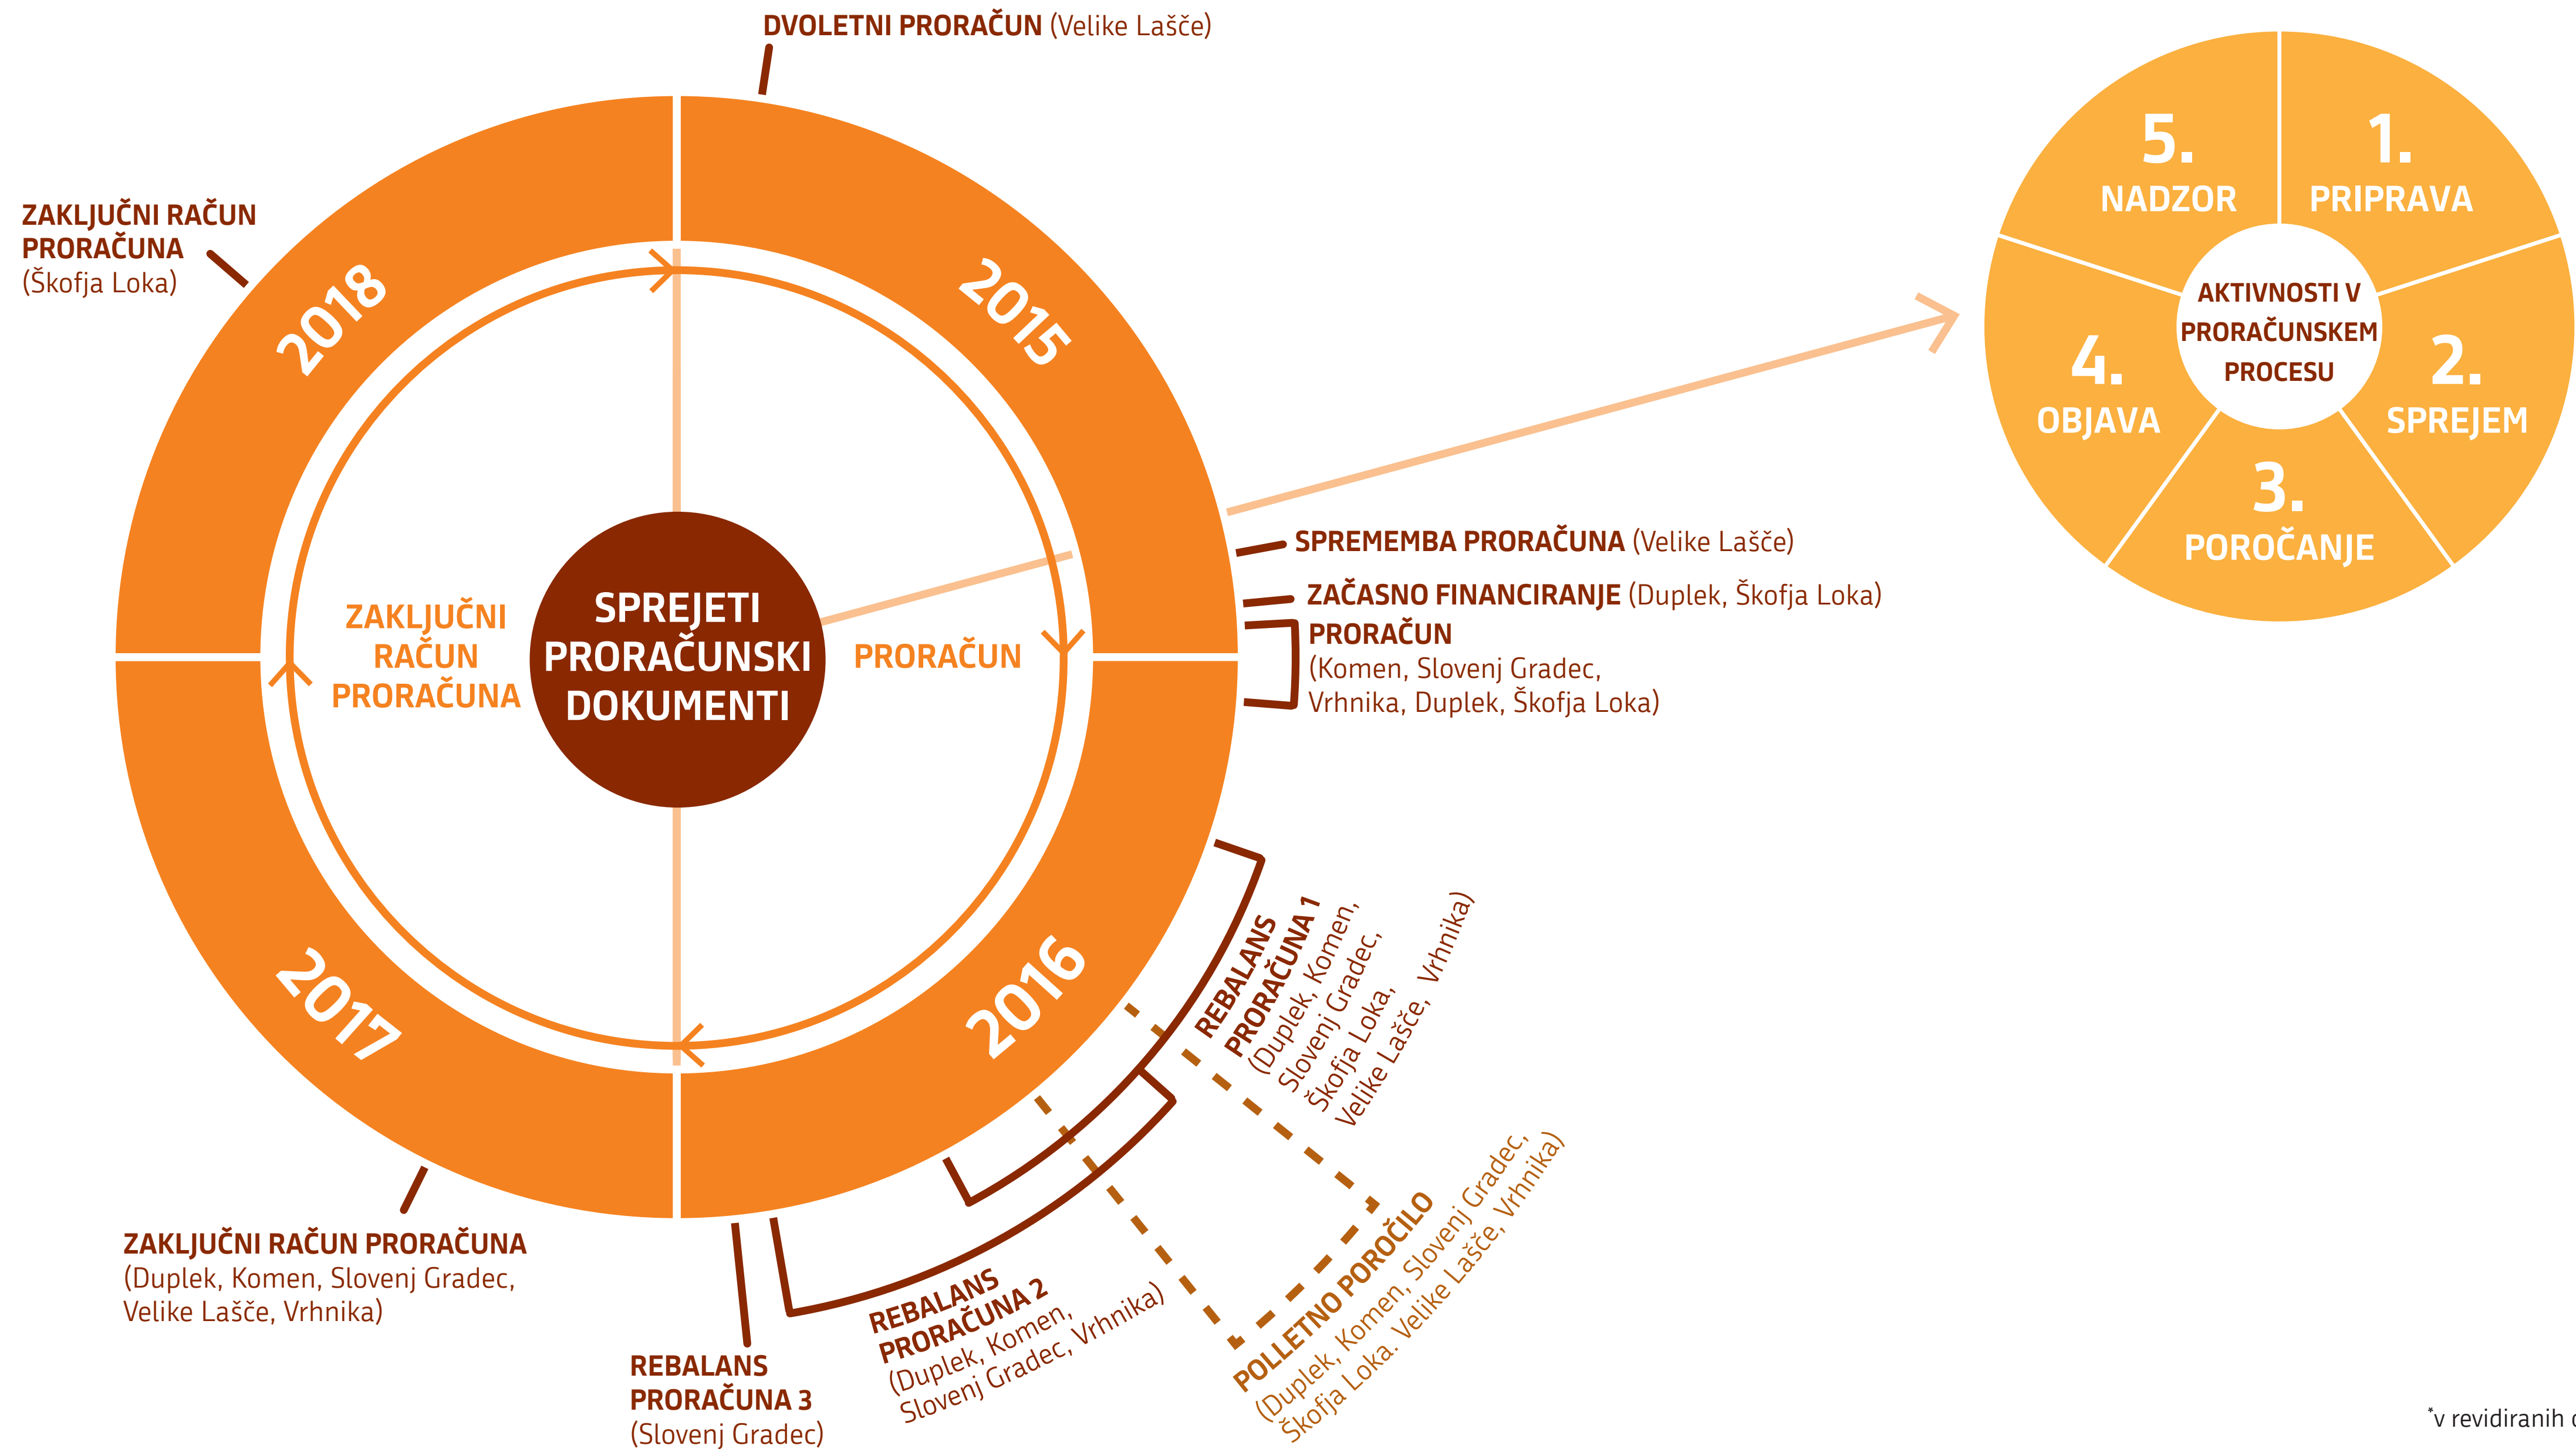 DVOLETNI PRORAČUN (Velike Lašče)
ZAKLJUČNI RAČUN
PRORAČUNA
(Škofja Loka)
2018
2015
2017
2016
SPREJETI
PRORAČUNSKI
DOKUMENTI
ZAKLJUČNI
RAČUN
PRORAČUNA
PRORAČUN
5.
NADZOR
1.
PRIPRAVA
AKTIVNOSTI V
PRORAČUNSKEM
PROCESU
4.
OBJAVA
2.
SPREJEM
3.
POROČANJE
SPREMEMBA PRORAČUNA (Velike Lašče)
ZAČASNO FINANCIRANJE (Duplek, Škofja Loka)
PRORAČUN
(Komen, Slovenj Gradec,
Vrhnika, Duplek, Škofja Loka)
REBALANS
PRORAČUNA 1
(Duplek, Komen,
Slovenj Gradec,
Škofja Loka,
Velike Lašče, Vrhnika)
POLLETNO POROČILO
(Duplek, Komen, Slovenj Gradec,
Škofja Loka. Velike Lašče, Vrhnika)
REBALANS
PRORAČUNA 2
(Duplek, Komen,
Slovenj Gradec, Vrhnika)
REBALANS
PRORAČUNA 3
(Slovenj Gradec)
ZAKLJUČNI RAČUN PRORAČUNA
(Duplek, Komen, Slovenj Gradec,
Velike Lašče, Vrhnika)
*v revidiranih